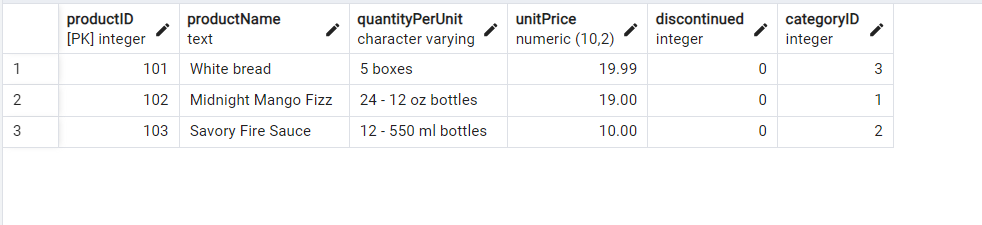 productID productName quantityPerUnit unitPrice discontinued categoryID
[PK] integer text character varying numeric (10,2) integer integer
1 101 White bread 5 boxes 19.99 0 3
2 102 Midnight Mango Fizz 24 - 12 oz bottles 19.00 0 1
3 103 Savory Fire Sauce 12 - 550 ml bottles 10.00 0 2